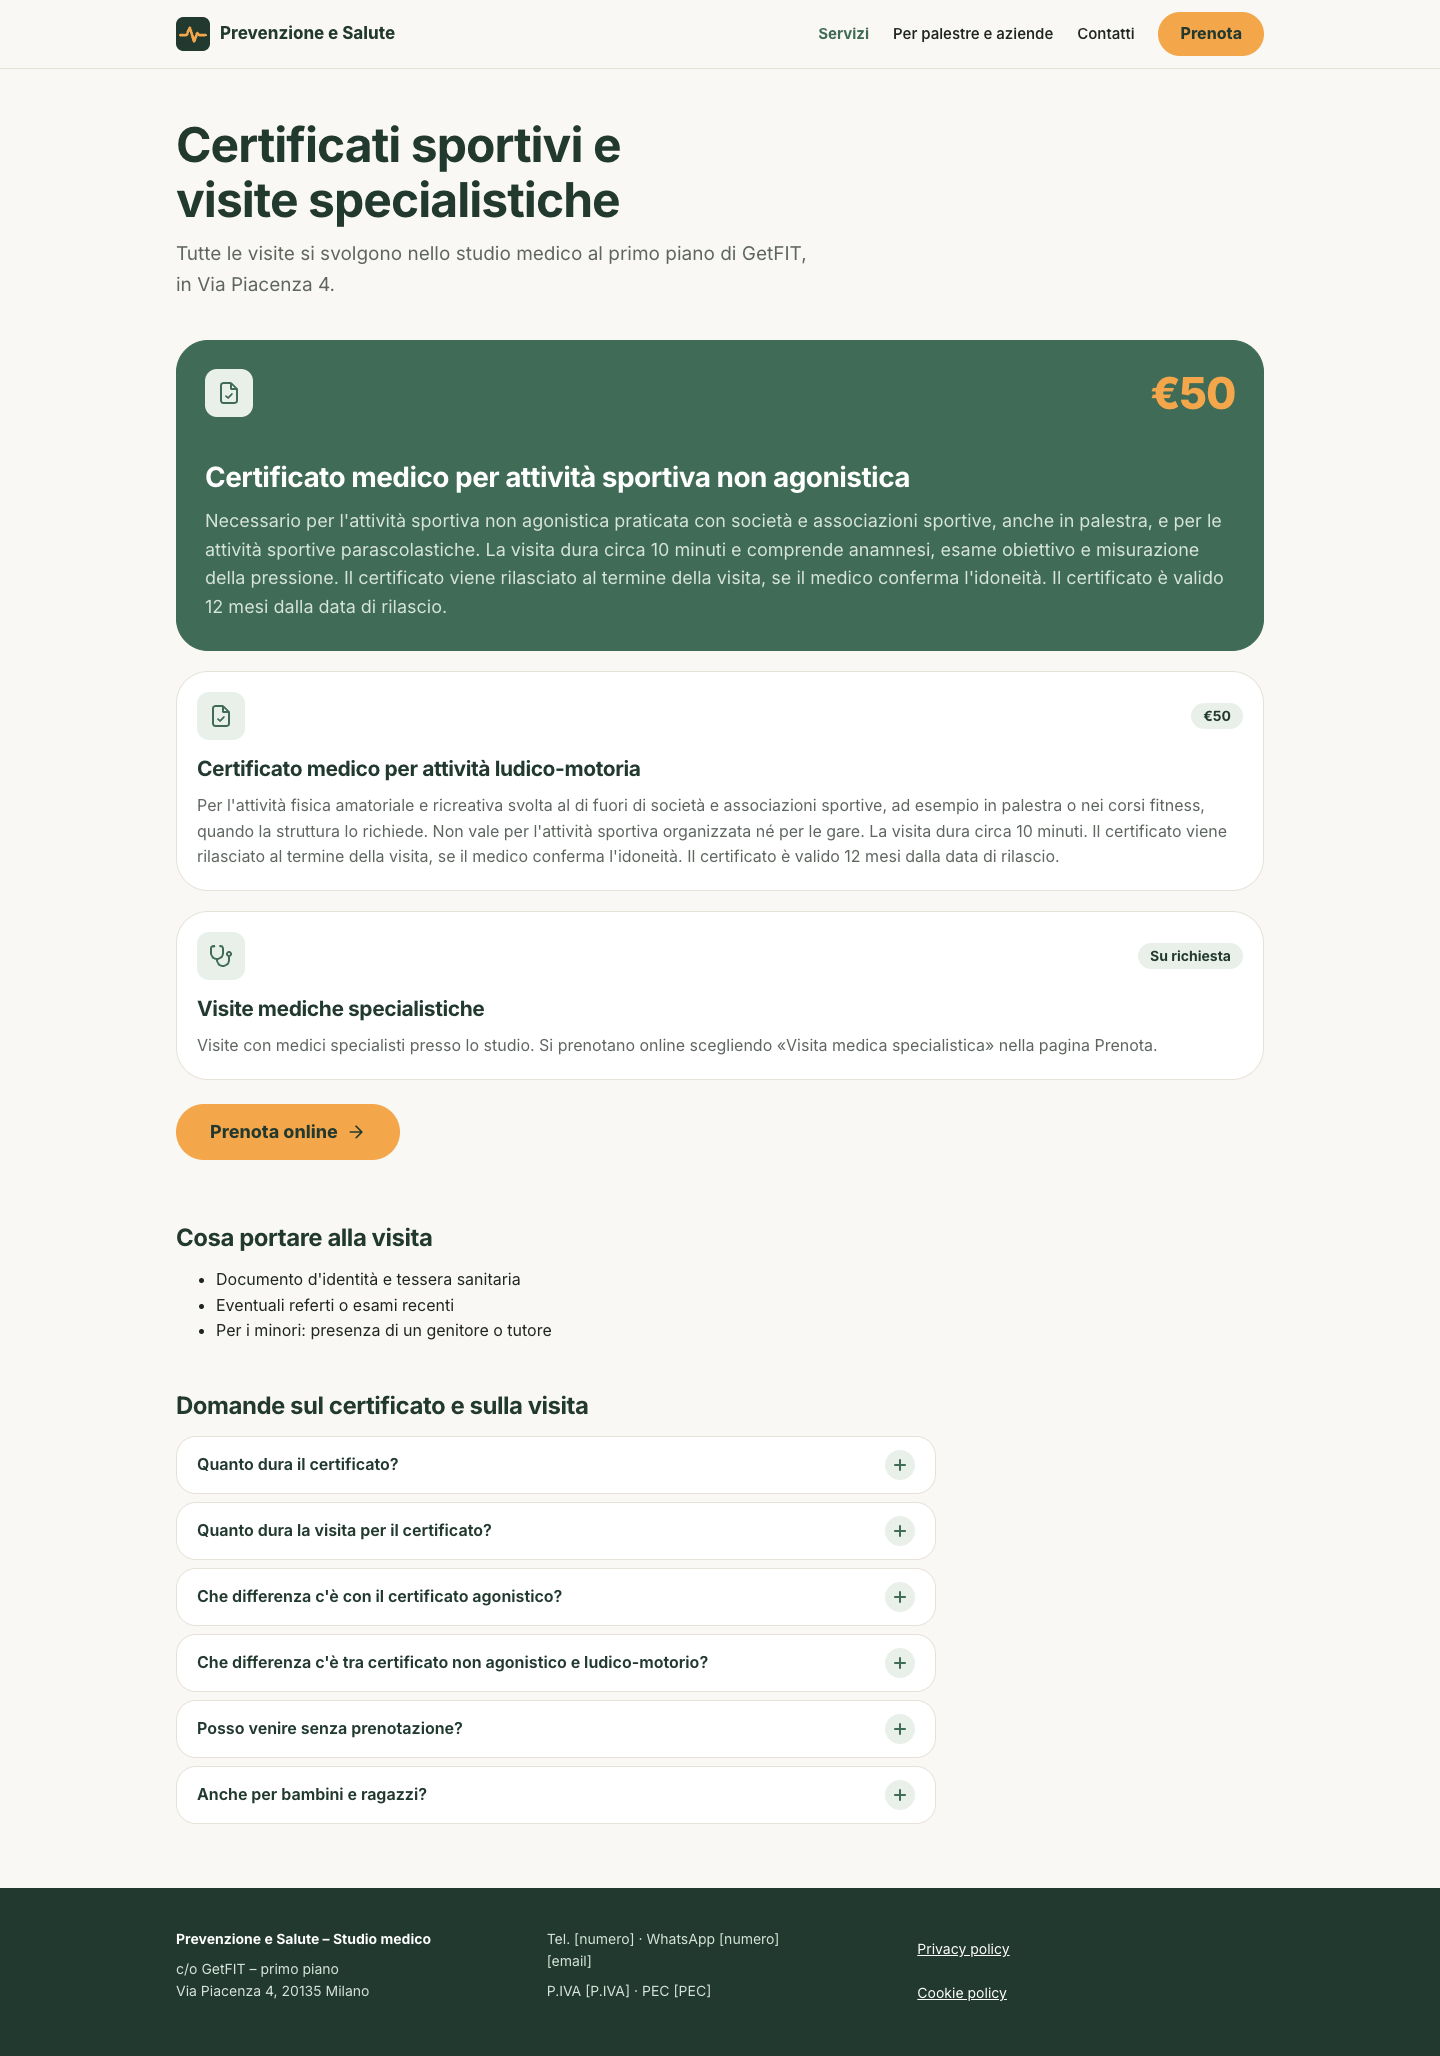 Prevenzione e Salute
Servizi
Per palestre e aziende
Contatti
Prenota
Certificati sportivi e
visite specialistiche
Tutte le visite si svolgono nello studio medico al primo piano di GetFIT,
in Via Piacenza 4.
€50
Certificato medico per attività sportiva non agonistica
Necessario per l'attività sportiva non agonistica praticata con società e associazioni sportive, anche in palestra, e per le
attività sportive parascolastiche. La visita dura circa 10 minuti e comprende anamnesi, esame obiettivo e misurazione
della pressione. Il certificato viene rilasciato al termine della visita, se il medico conferma l'idoneità. Il certificato è valido
12 mesi dalla data di rilascio.
€50
Certificato medico per attività ludico-motoria
Per l'attività fisica amatoriale e ricreativa svolta al di fuori di società e associazioni sportive, ad esempio in palestra o nei corsi fitness,
quando la struttura lo richiede. Non vale per l'attività sportiva organizzata né per le gare. La visita dura circa 10 minuti. Il certificato viene
rilasciato al termine della visita, se il medico conferma l'idoneità. Il certificato è valido 12 mesi dalla data di rilascio.
Su richiesta
Visite mediche specialistiche
Visite con medici specialisti presso lo studio. Si prenotano online scegliendo «Visita medica specialistica» nella pagina Prenota.
Prenota online
Cosa portare alla visita
• Documento d'identità e tessera sanitaria
• Eventuali referti o esami recenti
• Per i minori: presenza di un genitore o tutore
Domande sul certificato e sulla visita
Quanto dura il certificato?
Quanto dura la visita per il certificato?
Che differenza c'è con il certificato agonistico?
Che differenza c'è tra certificato non agonistico e ludico-motorio?
Posso venire senza prenotazione?
Anche per bambini e ragazzi?
Prevenzione e Salute – Studio medico
c/o GetFIT – primo piano
Via Piacenza 4, 20135 Milano
Tel. [numero] · WhatsApp [numero]
[email]
P.IVA [P.IVA] · PEC [PEC]
Privacy policy
Cookie policy